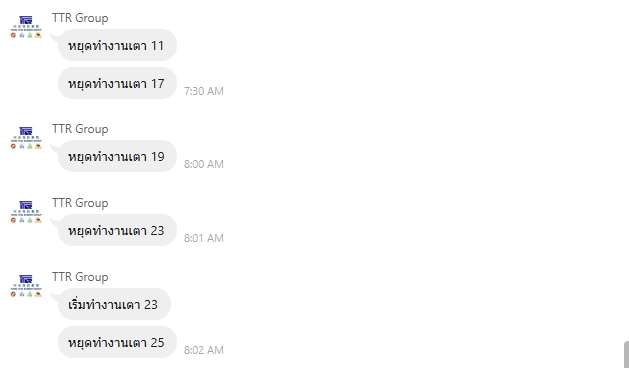 TTR Group
หยุดทำงานเตา 11
หยุดทำงานเตา 17
7:30 AM
TTR Group
หยุดทำงานเตา 19
8:00 AM
TTR Group
หยุดทำงานเตา 23
8:01 AM
TTR Group
เริ่มทำงานเตา 23
หยุดทำงานเตา 25
8:02 AM